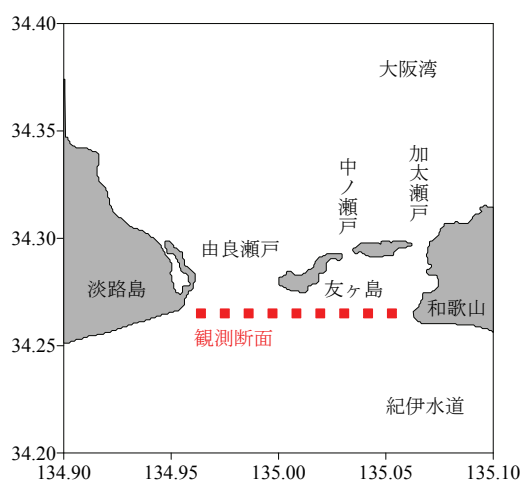 34.40
大阪湾
34.35
加太瀬戸
中ノ瀬戸
34.30
由良瀬戸
淡路島
友ヶ島
和歌山
34.25
観測断面
紀伊水道
34.20
134.90
134.95
135.00
135.05
135.10